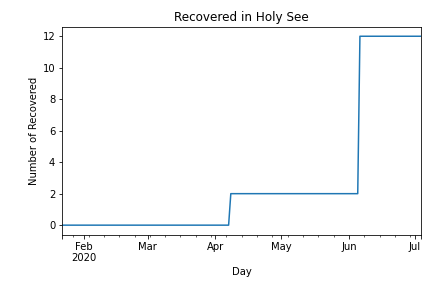 Recovered in Holy See
Number of Recovered
12
10
8
6
4
2
0
Feb
2020
Mar
Apr
May
Jun
Jul
Day